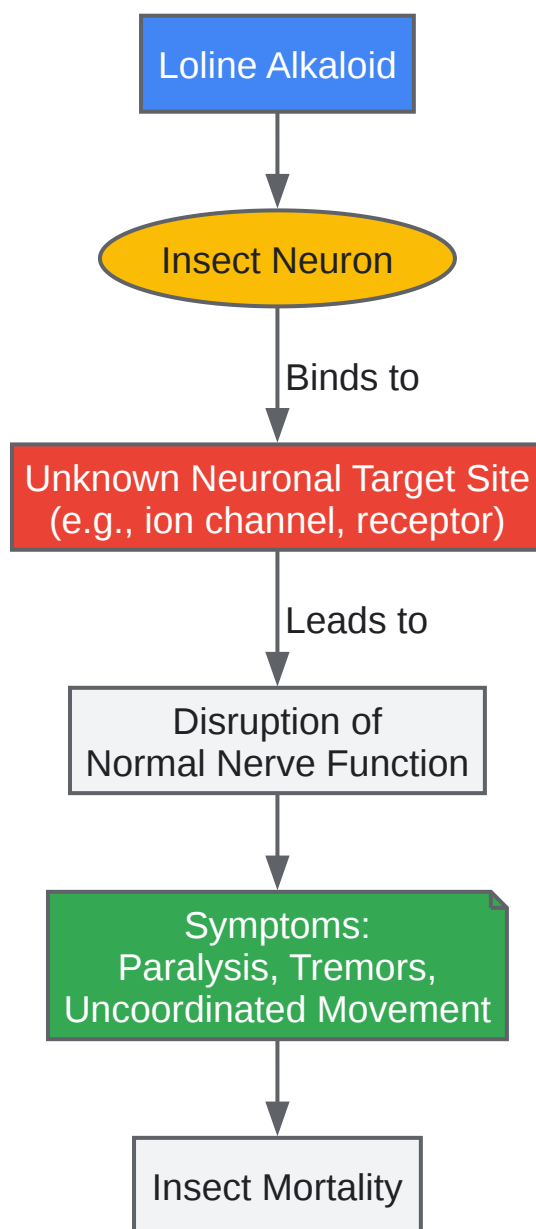 Loline Alkaloid
Insect Neuron
Binds to
Unknown Neuronal Target Site
(e.g., ion channel, receptor)
Leads to
Disruption of
Normal Nerve Function
Symptoms:
Paralysis, Tremors,
Uncoordinated Movement
Insect Mortality